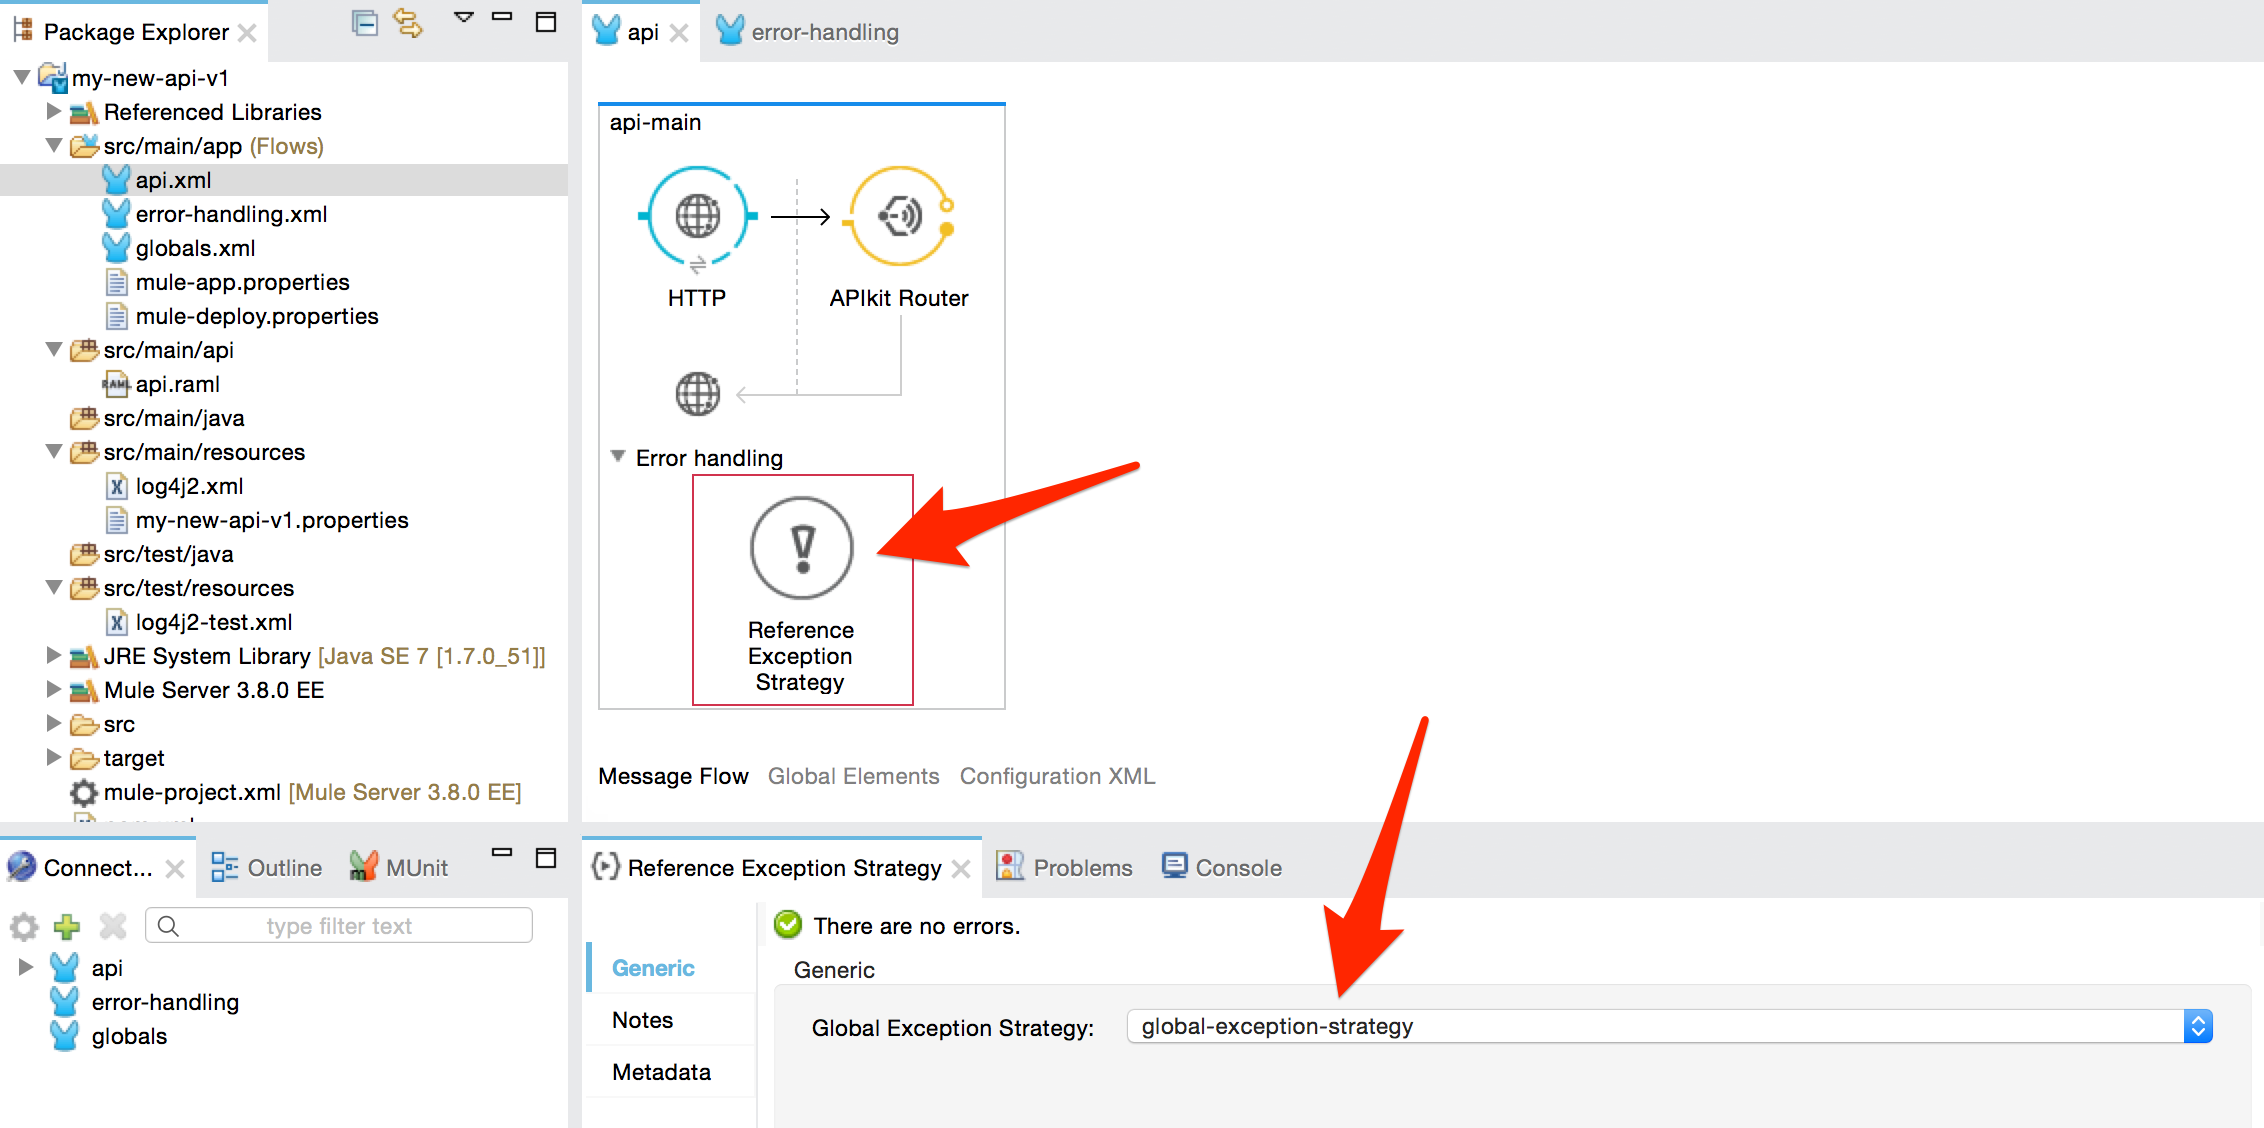 Package Explorer
my-new-api-v1
Referenced Libraries
src/main/app (Flows)
api.xml
error-handling.xml
globals.xml
mule-app.properties
mule-deploy.properties
src/main/api
RAML api.raml
src/main/java
src/main/resources
X log4j2.xml
my-new-api-v1.properties
src/test/java
src/test/resources
X log4j2-test.xml
JRE System Library [Java SE 7 [1.7.0_51]]
Mule Server 3.8.0 EE
src
target
mule-project.xml [Mule Server 3.8.0 EE]
api
error-handling
api-main
HTTP
APIkit Router
Error handling
Reference
Exception
Strategy
Message Flow
Global Elements
Configuration XML
Connect...
Outline
m MUnit
type filter text
api
error-handling
globals
Reference Exception Strategy
Problems
Console
There are no errors.
Generic
Notes
Metadata
Generic
Global Exception Strategy:
global-exception-strategy